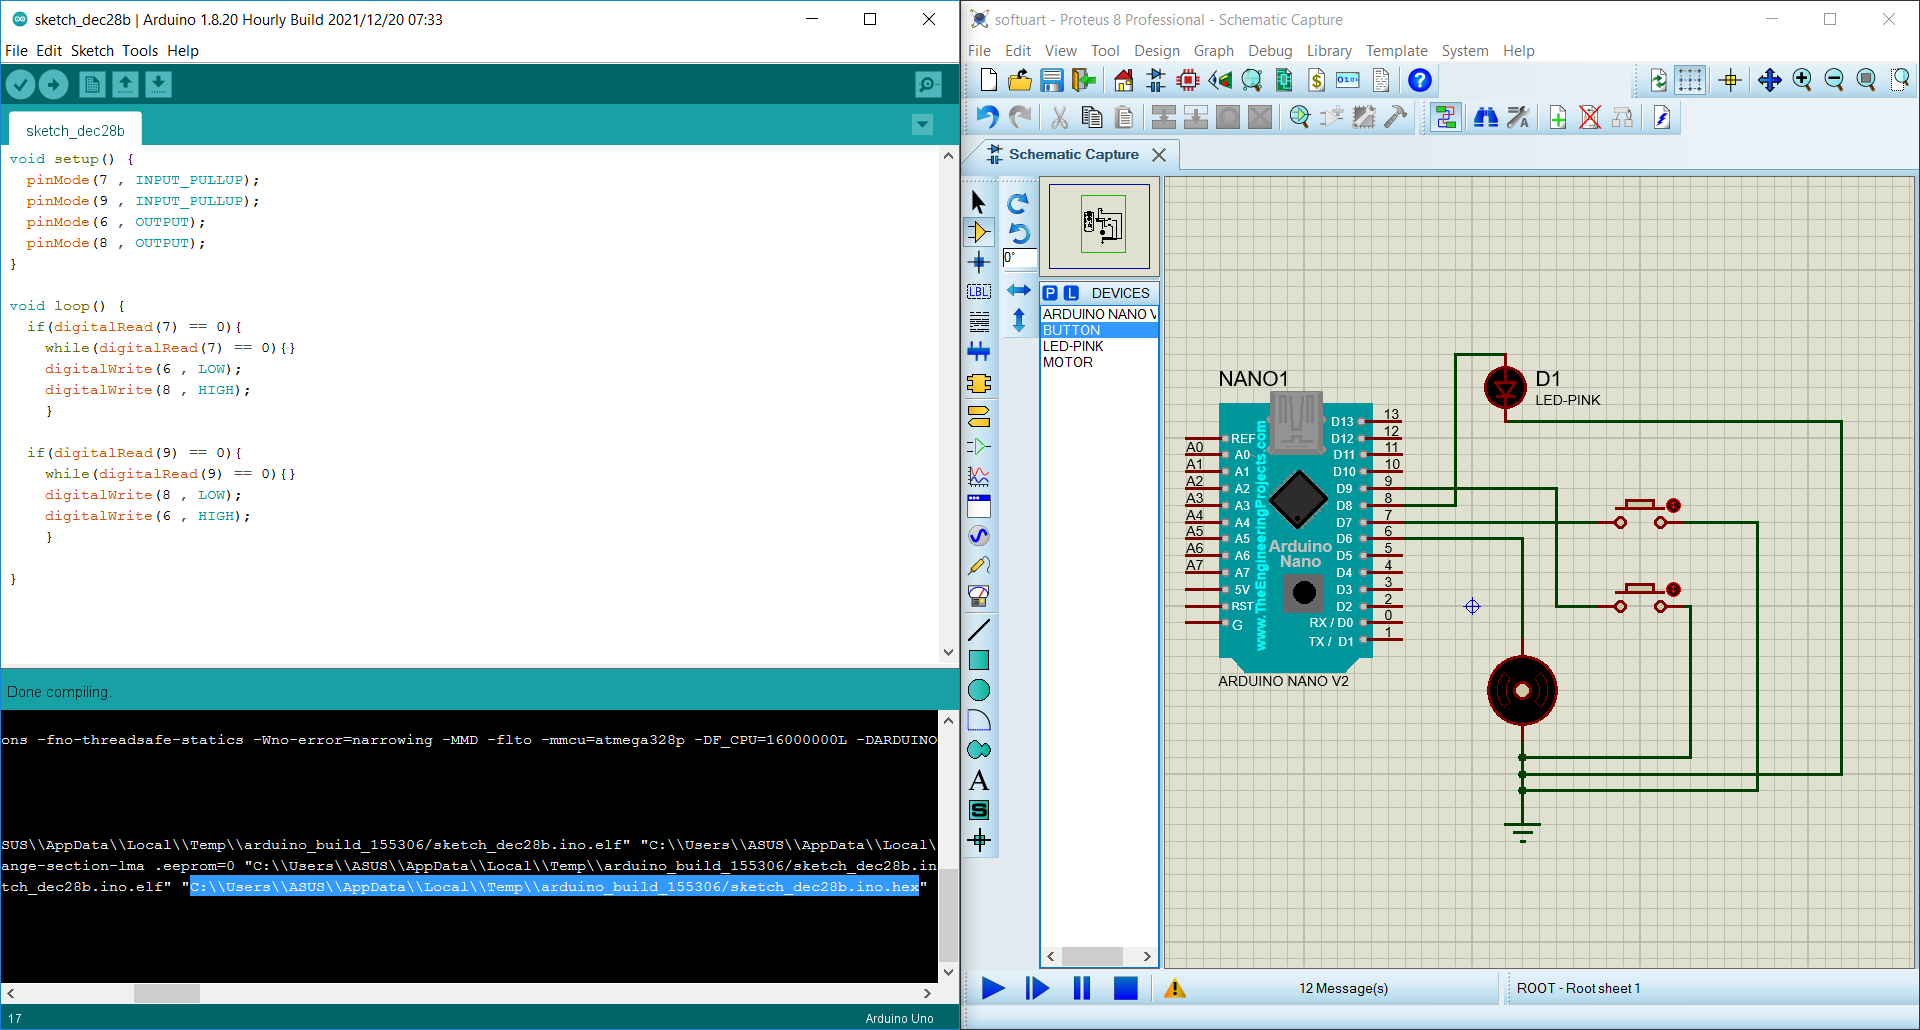 sketch_dec28b | Arduino 1.8.20 Hourly Build 2021/12/20 07:33
File Edit Sketch Tools Help
sketch_dec28b
void setup() {
pinMode(7 , INPUT_PULLUP);
pinMode(9 , INPUT_PULLUP);
pinMode(6 , OUTPUT);
pinMode(8 , OUTPUT);
}
void loop() {
if(digitalRead(7) == 0){
while(digitalRead(7) == 0){}
digitalWrite(6 , LOW);
digitalWrite(8 , HIGH);
}
if(digitalRead(9) == 0){
while(digitalRead(9) == 0){}
digitalWrite(8 , LOW);
digitalWrite(6 , HIGH);
}
}
Done compiling.
ons -fno-threadsafe-statics -Wno-error=narrowing -MMD -flto -mmcu=atmega328p -DF_CPU=16000000L -DARDUINO
SUS\\AppData\\Local\\Temp\\arduino_build_155306/sketch_dec28b.ino.elf" "C:\\Users\\ASUS\\AppData\\Local\
ange-section-lma .eeprom=0 "C:\\Users\\ASUS\\AppData\\Local\\Temp\\arduino_build_155306/sketch_dec28b.in
tch_dec28b.ino.elf" "C:\\Users\\ASUS\\AppData\\Local\\Temp\\arduino_build_155306/sketch_dec28b.ino.hex"
17
Arduino Uno
softuart - Proteus 8 Professional - Schematic Capture
File Edit View Tool Design Graph Debug Library Template System Help
Schematic Capture
0°
LBL
A
S
P L DEVICES
ARDUINO NANO V
BUTTON
LED-PINK
MOTOR
NANO1
A0
A1
A2
A3
A4
A5
A6
A7
REF
A0
A1
A2
A3
A4
A5
A6
A7
5V
RST
G
www.TheEngineeringProjects.com
Arduino
Nano
D13
D12
D11
D10
D9
D8
D7
D6
D5
D4
D3
D2
RX / D0
TX / D1
13
12
11
10
9
8
7
6
5
4
3
2
0
1
ARDUINO NANO V2
D1
LED-PINK
12 Message(s)
ROOT - Root sheet 1